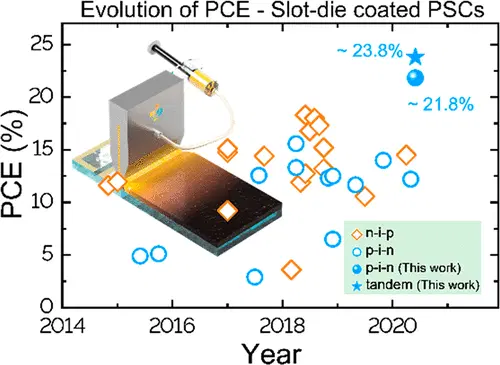 Evolution of PCE - Slot-die coated PSCs
PCE (%)
25
20
15
10
5
0
~ 23.8%
~ 21.8%
n-i-p
p-i-n
p-i-n (This work)
tandem (This work)
2014 2016 2018 2020
Year